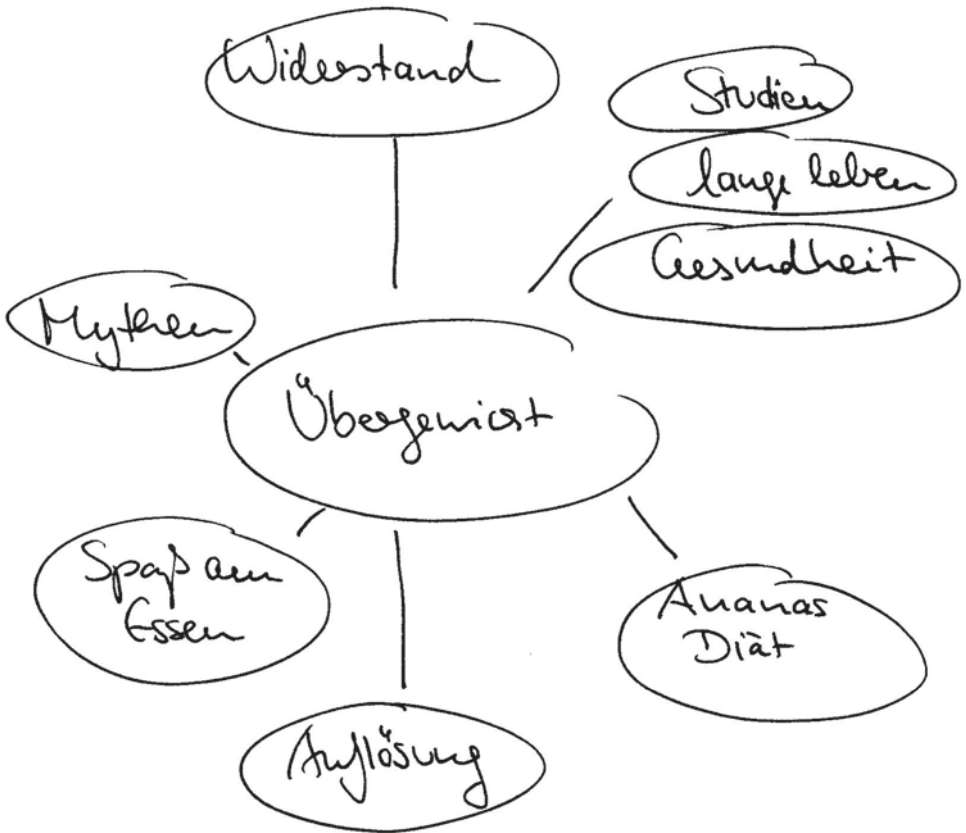 Widerstand
Studien
lange leben
Gesundheit
Mythen
Übergewicht
Spaß am
Essen
Ananas
Diät
Auflösung